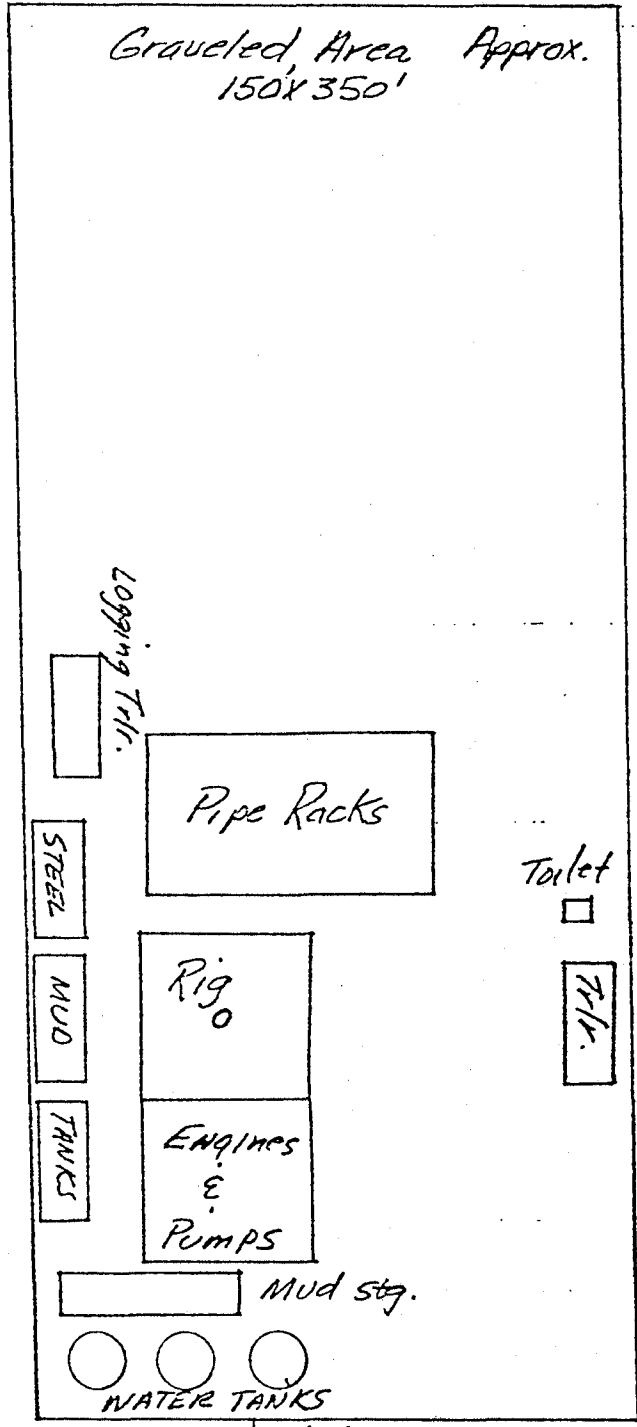 Graveled Area Approx.
150'x 350'
Logging Trlr.
Pipe Racks
STEEL
Toilet
Rig
MUD
Trlr.
TANKS
Engines
&
Pumps
Mud stg.
WATER TANKS